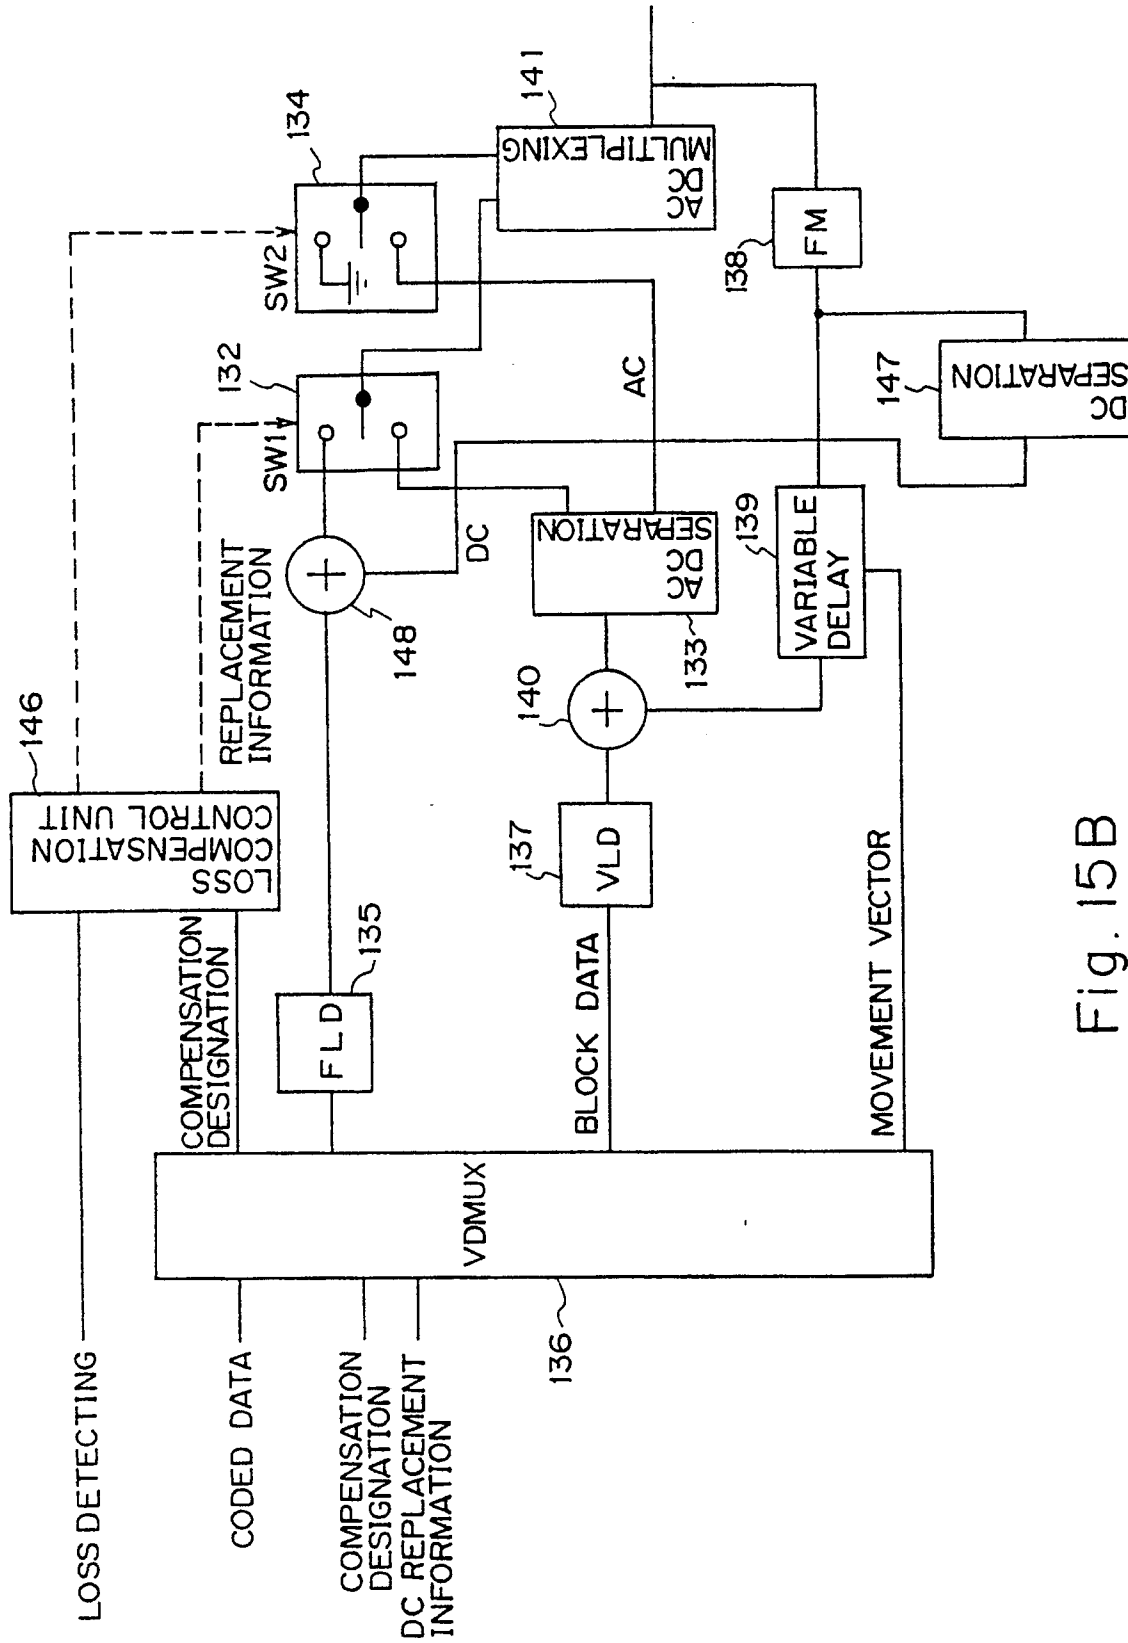 LOSS DETECTING
CODED DATA
COMPENSATION
DESIGNATION
DC REPLACEMENT
INFORMATION
136
VDMUX
COMPENSATION
DESIGNATION
FLD
135
BLOCK DATA
MOVEMENT VECTOR
LOSS
COMPENSATION
CONTROL UNIT
146
REPLACEMENT
INFORMATION
137
VLD
140
+
148
+
133
AC
DC
SEPARATION
139
VARIABLE
DELAY
DC
AC
SW1
132
SW2
134
AC
DC
MULTIPLEXING
141
138
FM
147
DC
SEPARATION
Fig. 15B